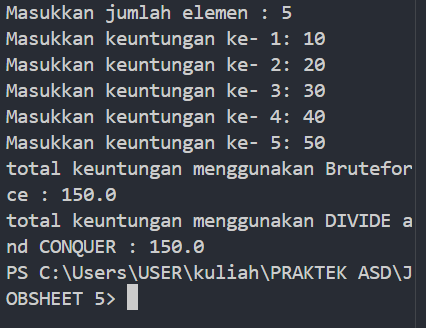 Masukkan jumlah elemen : 5
Masukkan keuntungan ke- 1: 10
Masukkan keuntungan ke- 2: 20
Masukkan keuntungan ke- 3: 30
Masukkan keuntungan ke- 4: 40
Masukkan keuntungan ke- 5: 50
total keuntungan menggunakan Brutefor
ce : 150.0
total keuntungan menggunakan DIVIDE a
nd CONQUER : 150.0
PS C:\Users\USER\kuliah\PRAKTEK ASD\J
OBSHEET 5>